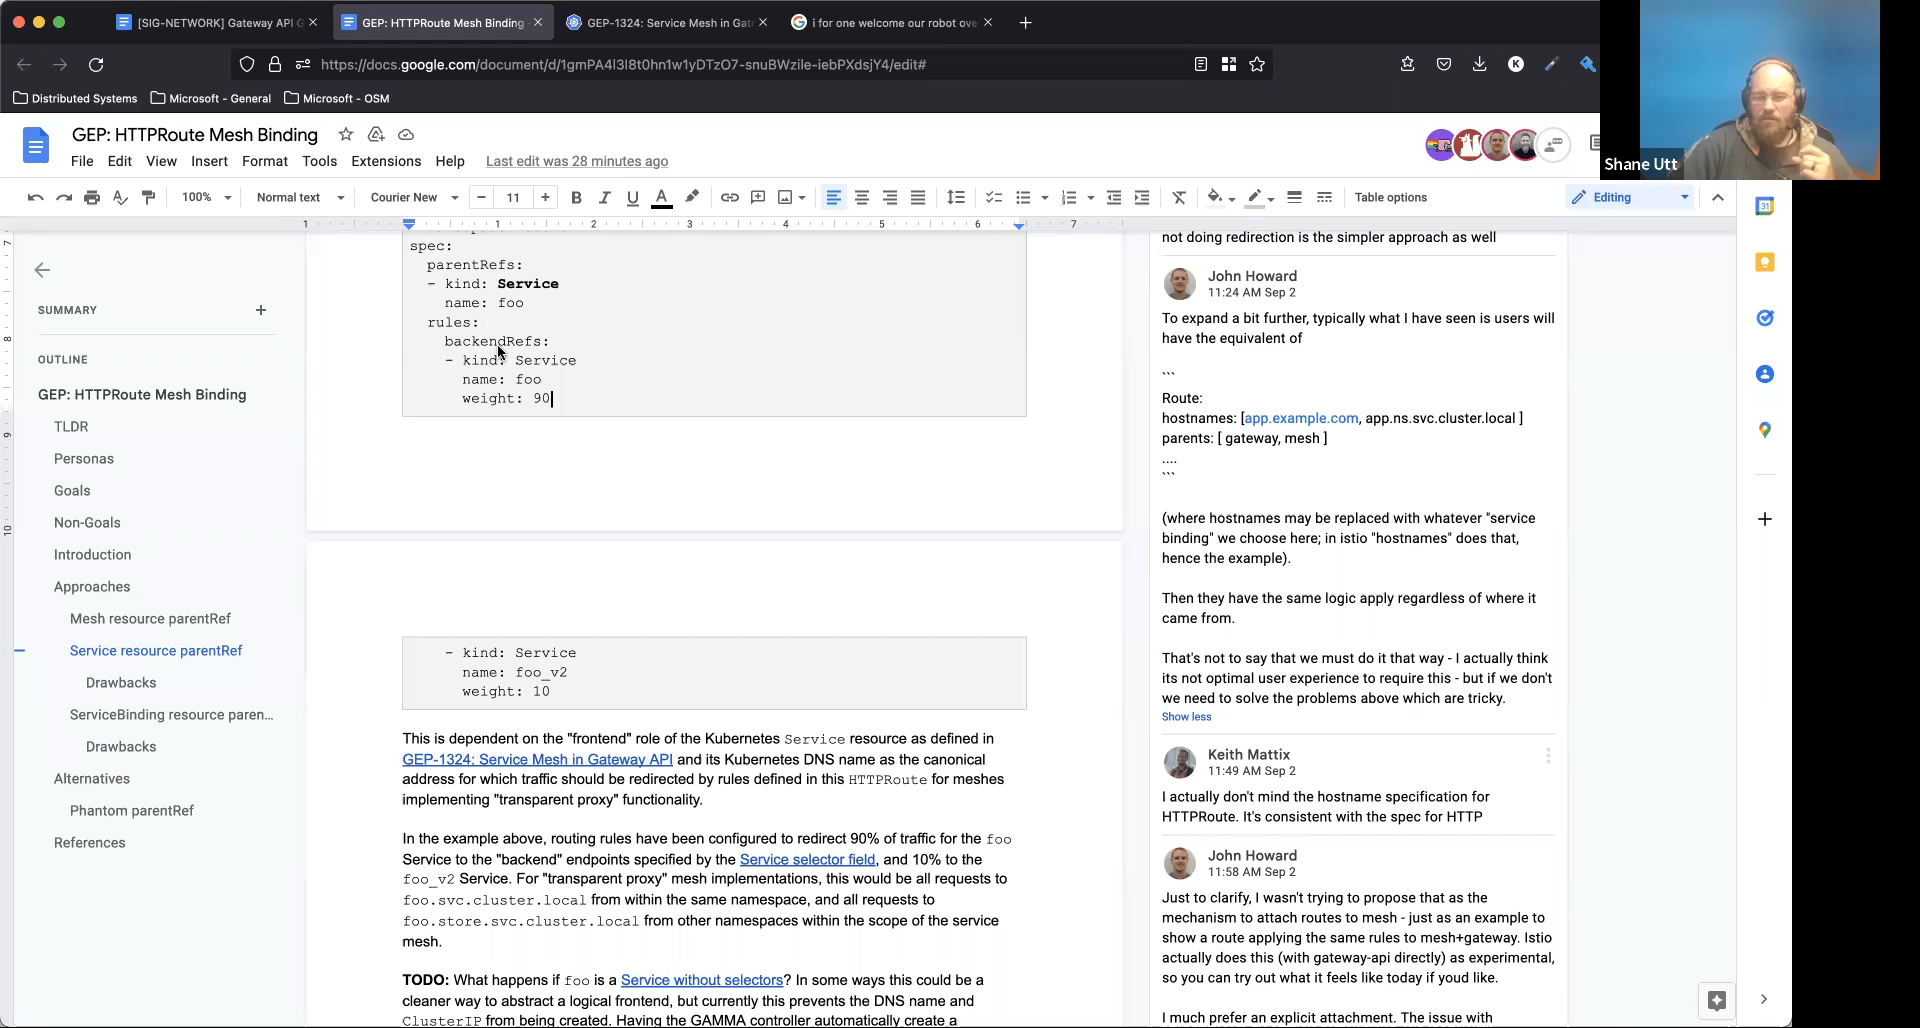 [SIG-NETWORK] Gateway API G
GEP: HTTPRoute Mesh Binding
GEP-1324: Service Mesh in Gat
i for one welcome our robot ove
https://docs.google.com/document/d/1gmPA4l3l8t0hn1w1yDTzO7-snuBWzile-iebPXdsjY4/edit#
Distributed Systems
Microsoft - General
Microsoft - OSM
K
Shane Utt
GEP: HTTPRoute Mesh Binding
File Edit View Insert Format Tools Extensions Help
Last edit was 28 minutes ago
100%
Normal text
Courier New
11
B I U A
Table options
Editing
31
1 1 2 3 4 5 6 7
7
8
9
10
SUMMARY
OUTLINE
GEP: HTTPRoute Mesh Binding
TLDR
Personas
Goals
Non-Goals
Introduction
Approaches
Mesh resource parentRef
Service resource parentRef
Drawbacks
ServiceBinding resource paren...
Drawbacks
Alternatives
Phantom parentRef
References
spec:
parentRefs:
- kind: Service
name: foo
rules:
backendRefs:
- kind: Service
name: foo
weight: 90
- kind: Service
name: foo_v2
weight: 10
This is dependent on the "frontend" role of the Kubernetes Service resource as defined in
GEP-1324: Service Mesh in Gateway API and its Kubernetes DNS name as the canonical
address for which traffic should be redirected by rules defined in this HTTPRoute for meshes
implementing "transparent proxy" functionality.
In the example above, routing rules have been configured to redirect 90% of traffic for the foo
Service to the "backend" endpoints specified by the Service selector field, and 10% to the
foo_v2 Service. For "transparent proxy" mesh implementations, this would be all requests to
foo.svc.cluster.local from within the same namespace, and all requests to
foo.store.svc.cluster.local from other namespaces within the scope of the service
mesh.
TODO: What happens if foo is a Service without selectors? In some ways this could be a
cleaner way to abstract a logical frontend, but currently this prevents the DNS name and
ClusterIP from being created. Having the GAMMA controller automatically create a
not doing redirection is the simpler approach as well
John Howard
11:24 AM Sep 2
To expand a bit further, typically what I have seen is users will
have the equivalent of
```
Route:
hostnames: [app.example.com, app.ns.svc.cluster.local ]
parents: [ gateway, mesh ]
....
```
(where hostnames may be replaced with whatever "service
binding" we choose here; in istio "hostnames" does that,
hence the example).
Then they have the same logic apply regardless of where it
came from.
That's not to say that we must do it that way - I actually think
its not optimal user experience to require this - but if we don't
we need to solve the problems above which are tricky.
Show less
Keith Mattix
11:49 AM Sep 2
I actually don't mind the hostname specification for
HTTPRoute. It's consistent with the spec for HTTP
John Howard
11:58 AM Sep 2
Just to clarify, I wasn't trying to propose that as the
mechanism to attach routes to mesh - just as an example to
show a route applying the same rules to mesh+gateway. Istio
actually does this (with gateway-api directly) as experimental,
so you can try out what it feels like today if youd like.
I much prefer an explicit attachment. The issue with